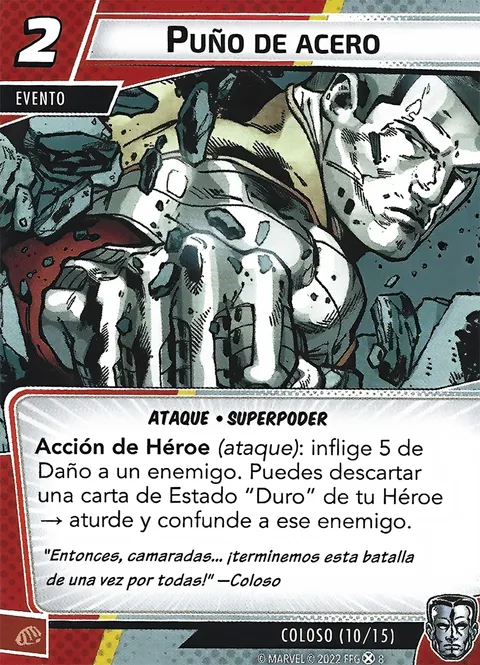 2
PUÑO DE ACERO
EVENTO
ATAQUE • SUPERPODER
Acción de Héroe (ataque): inflige 5 de
Daño a un enemigo. Puedes descartar
una carta de Estado “Duro” de tu Héroe
→ aturde y confunde a ese enemigo.
"Entonces, camaradas... ¡terminemos esta batalla
de una vez por todas!" —Coloso
COLOSO (10/15)
© MARVEL © 2022 FFG 8